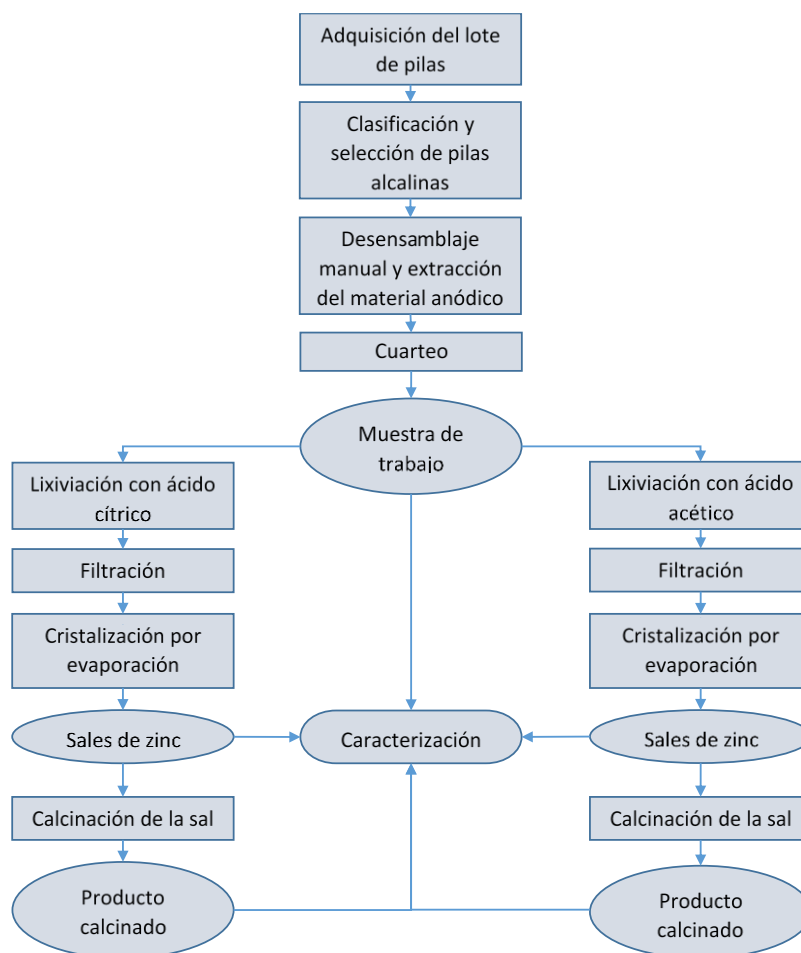 Adquisición del lote
de pilas
Clasificación y
selección de pilas
alcalinas
Desensamblaje
manual y extracción
del material anódico
Cuarteo
Muestra de
trabajo
Lixiviación con ácido
cítrico
Filtración
Cristalización por
evaporación
Sales de zinc
Calcinación de la sal
Producto
calcinado
Caracterización
Lixiviación con ácido
acético
Filtración
Cristalización por
evaporación
Sales de zinc
Calcinación de la sal
Producto
calcinado